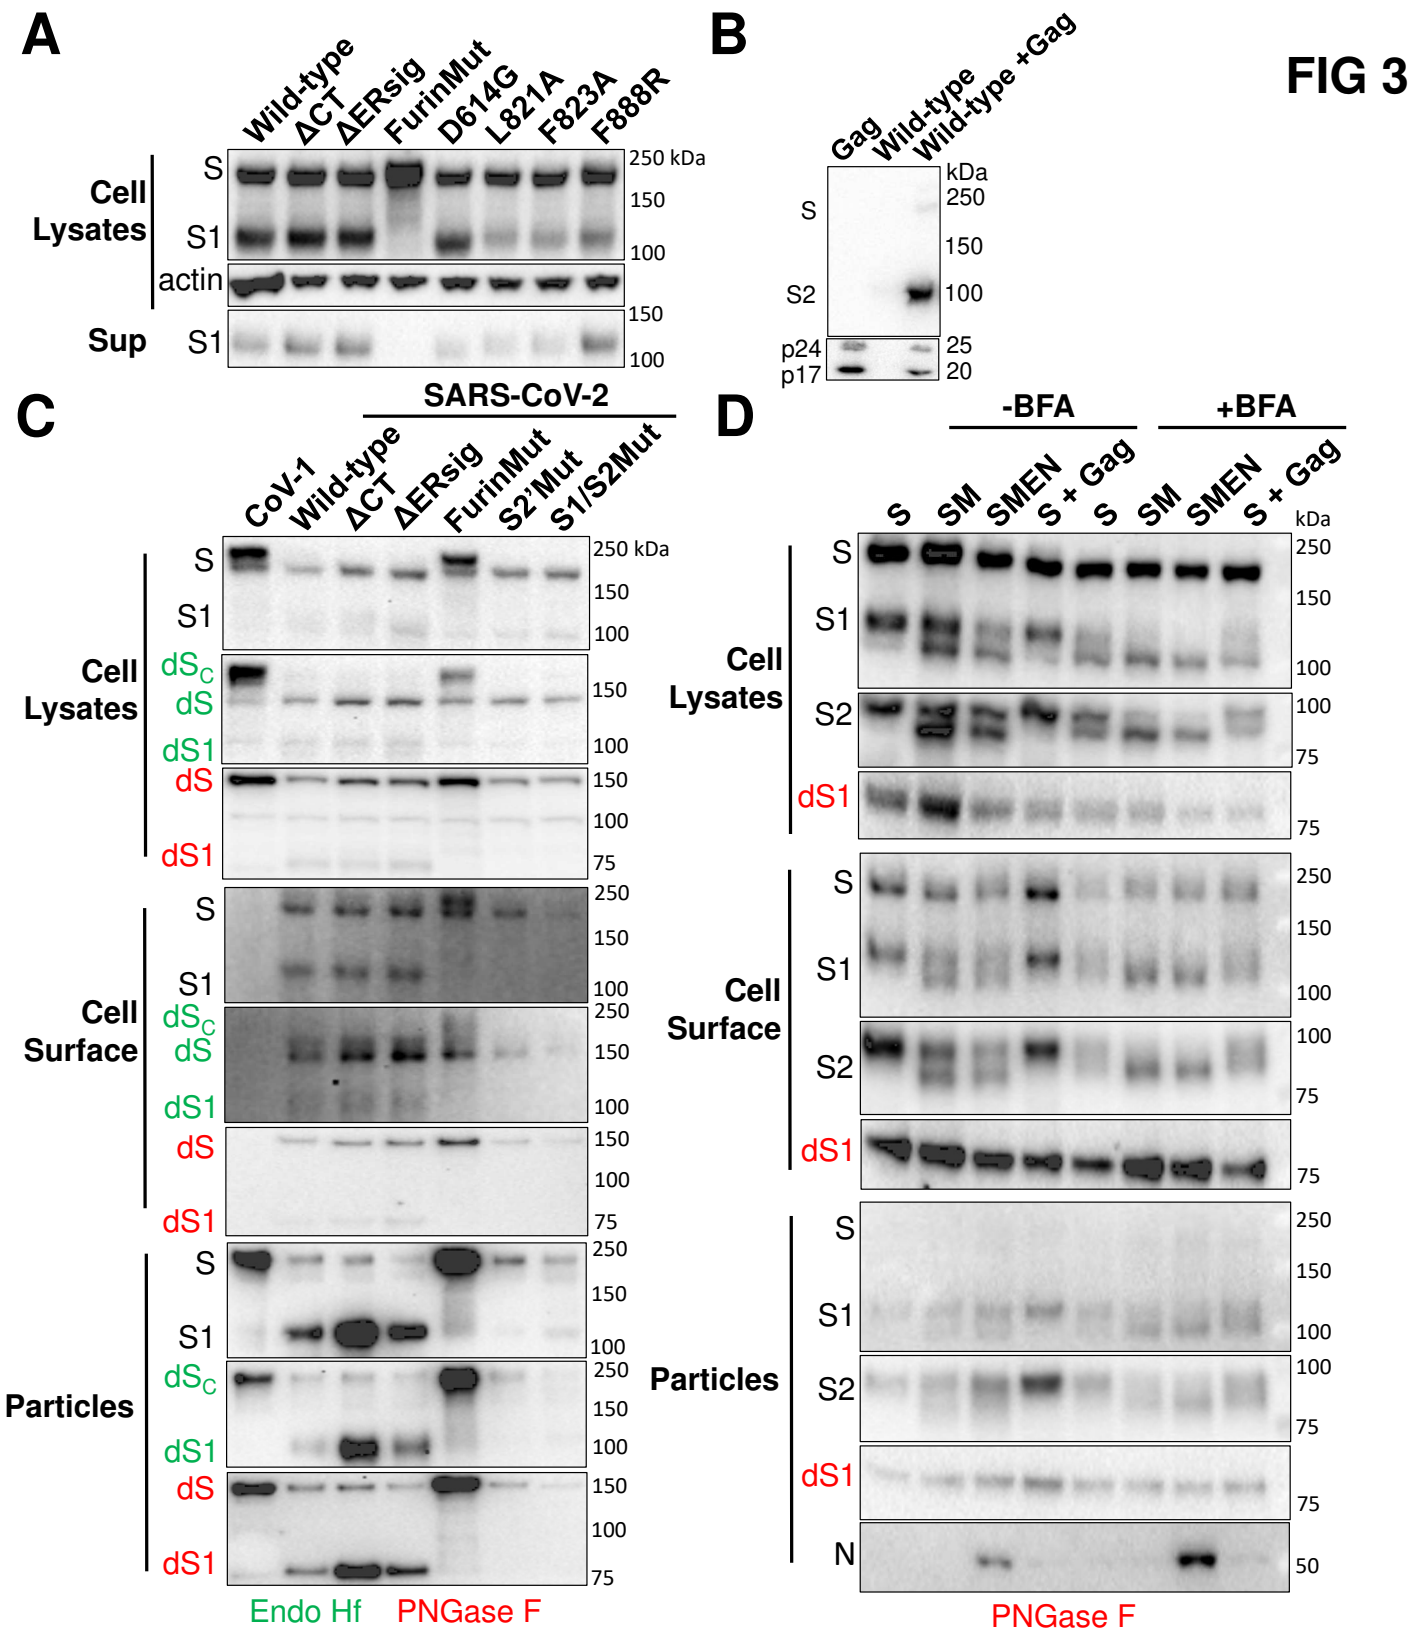 A
B
FIG 3
Wild-type
ΔCT
ΔERsig
FurinMut
D614G
L821A
F823A
F888R
Cell
Lysates
S
S1
actin
250 kDa
150
100
Sup
S1
150
100
Gag
Wild-type
Wild-type +Gag
kDa
S
250
150
S2
100
p24
25
p17
20
C
SARS-CoV-2
CoV-1
Wild-type
ΔCT
ΔERsig
FurinMut
S2'Mut
S1/S2Mut
Cell
Lysates
S
S1
250 kDa
150
100
dSC
dS
dS1
150
100
dS
dS1
150
100
75
Cell
Surface
S
S1
250
150
100
dSC
dS
dS1
250
150
100
dS
dS1
150
100
75
Particles
S
S1
250
150
100
dSC
dS1
250
150
100
dS
dS1
150
100
75
Endo Hf
PNGase F
D
-BFA
+BFA
S
SM
SMEN
S + Gag
S
SM
SMEN
S + Gag
kDa
Cell
Lysates
S
S1
250
150
100
S2
100
75
dS1
75
Cell
Surface
S
S1
250
150
100
S2
100
75
dS1
75
Particles
S
S1
250
150
100
S2
100
75
dS1
75
N
50
PNGase F